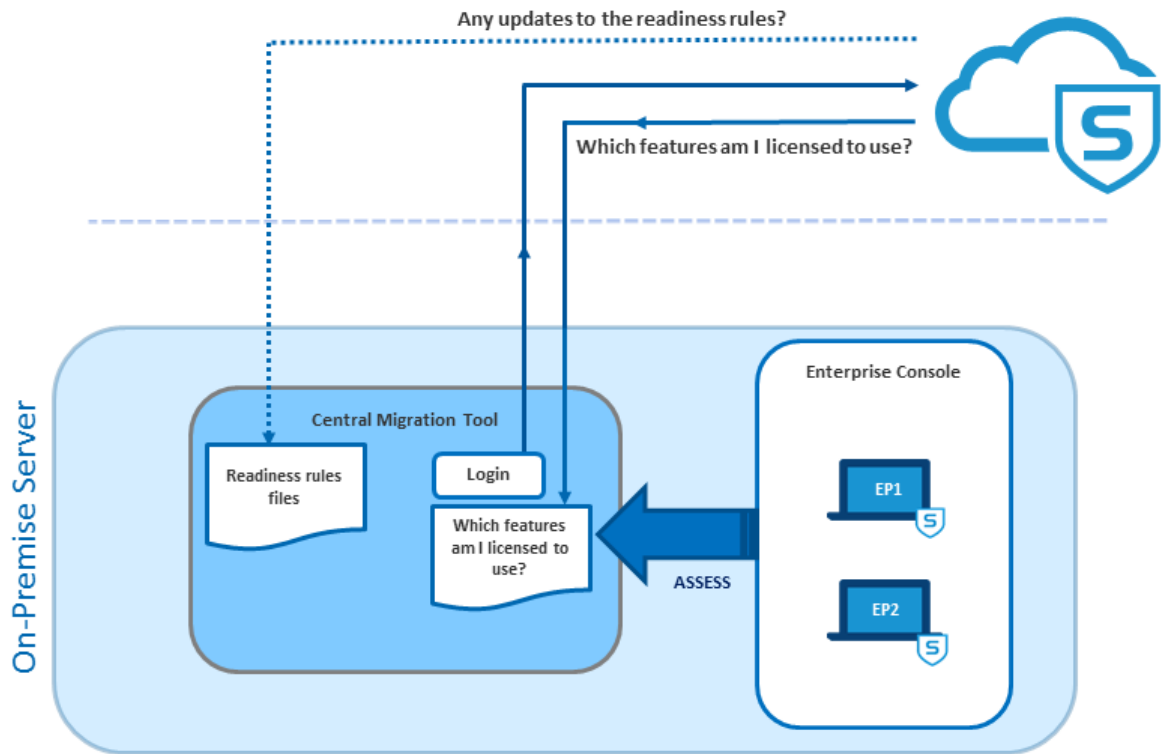 Any updates to the readiness rules?
S
Which features am I licensed to use?
On-Premise Server
Enterprise Console
Central Migration Tool
Readiness rules
files
Login
Which features
am I licensed to
use?
ASSESS
EP1
S
EP2
S